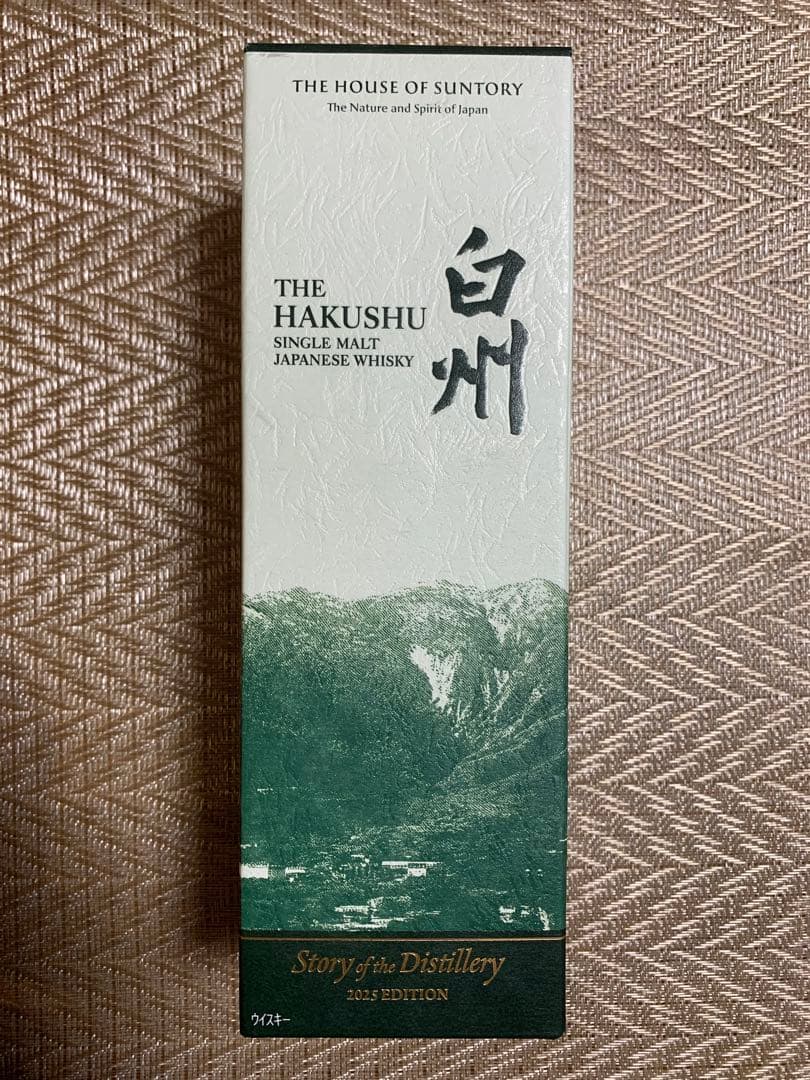 THE HOUSE OF SUNTORY
The Nature and Spirit of Japan
THE
HAKUSHU
SINGLE MALT
JAPANESE WHISKY
白州
Story of the Distillery
2025 EDITION
ウイスキー